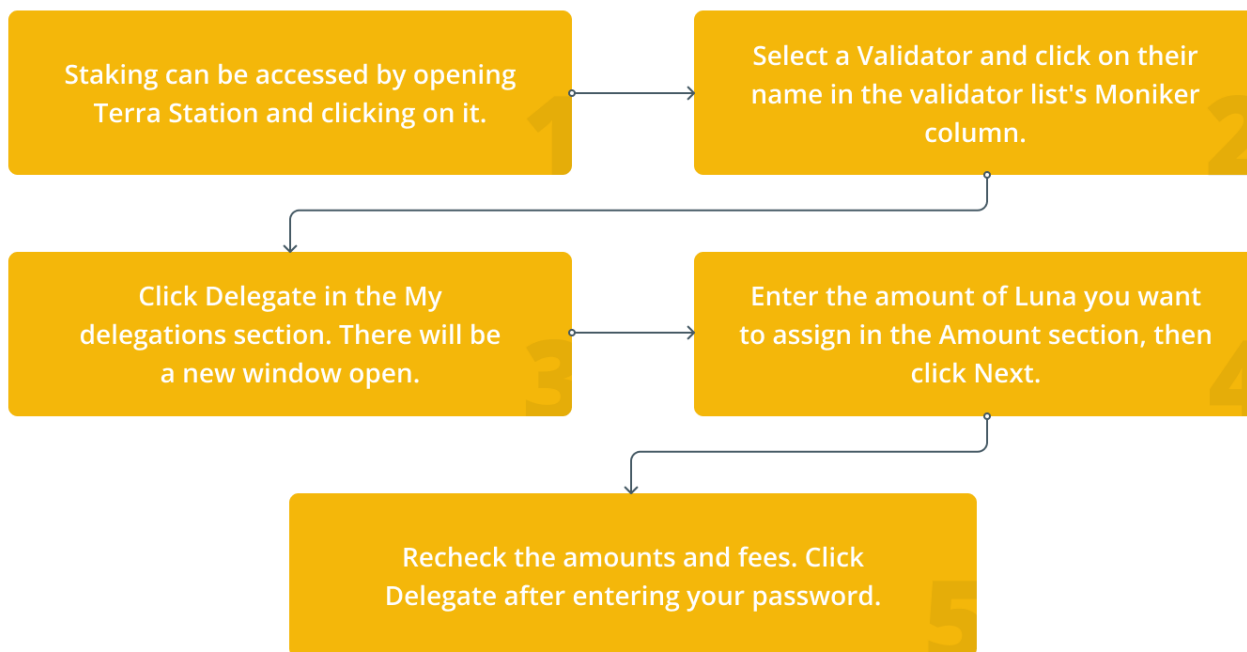 Staking can be accessed by opening
Terra Station and clicking on it.
1
Select a Validator and click on their
name in the validator list's Moniker
column.
2
Click Delegate in the My
delegations section. There will be
a new window open.
3
Enter the amount of Luna you want
to assign in the Amount section, then
click Next.
4
Recheck the amounts and fees. Click
Delegate after entering your password.
5